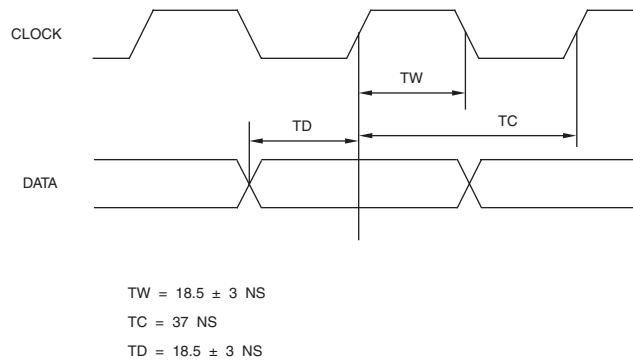 CLOCK
TW
TD
TC
DATA
TW = 18.5 ± 3 NS
TC = 37 NS
TD = 18.5 ± 3 NS